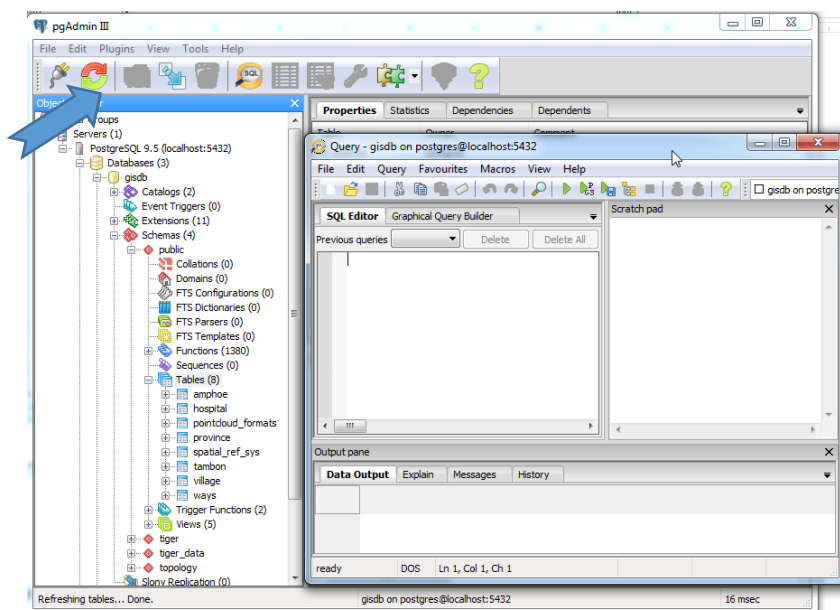 pgAdmin III
File Edit Plugins View Tools Help
SQL
Properties Statistics Dependencies Dependents
Servers (1)
PostgreSQL 9.5 (localhost:5432)
Databases (3)
gisdb
Catalogs (2)
Event Triggers (0)
Extensions (11)
Schemas (4)
public
Collations (0)
Domains (0)
FTS Configurations (0)
FTS Dictionaries (0)
FTS Parsers (0)
FTS Templates (0)
Functions (1380)
Sequences (0)
Tables (8)
amphoe
hospital
pointcloud_formats
province
spatial_ref_sys
tambon
village
ways
Trigger Functions (2)
Views (5)
tiger
tiger_data
topology
Slony Replication (0)
Query - gisdb on postgres@localhost:5432
File Edit Query Favourites Macros View Help
gisdb on postgre
SQL Editor Graphical Query Builder
Scratch pad
Previous queries Delete Delete All
Output pane
Data Output Explain Messages History
ready DOS Ln 1, Col 1, Ch 1
Refreshing tables... Done. gisdb on postgres@localhost:5432 16 msec